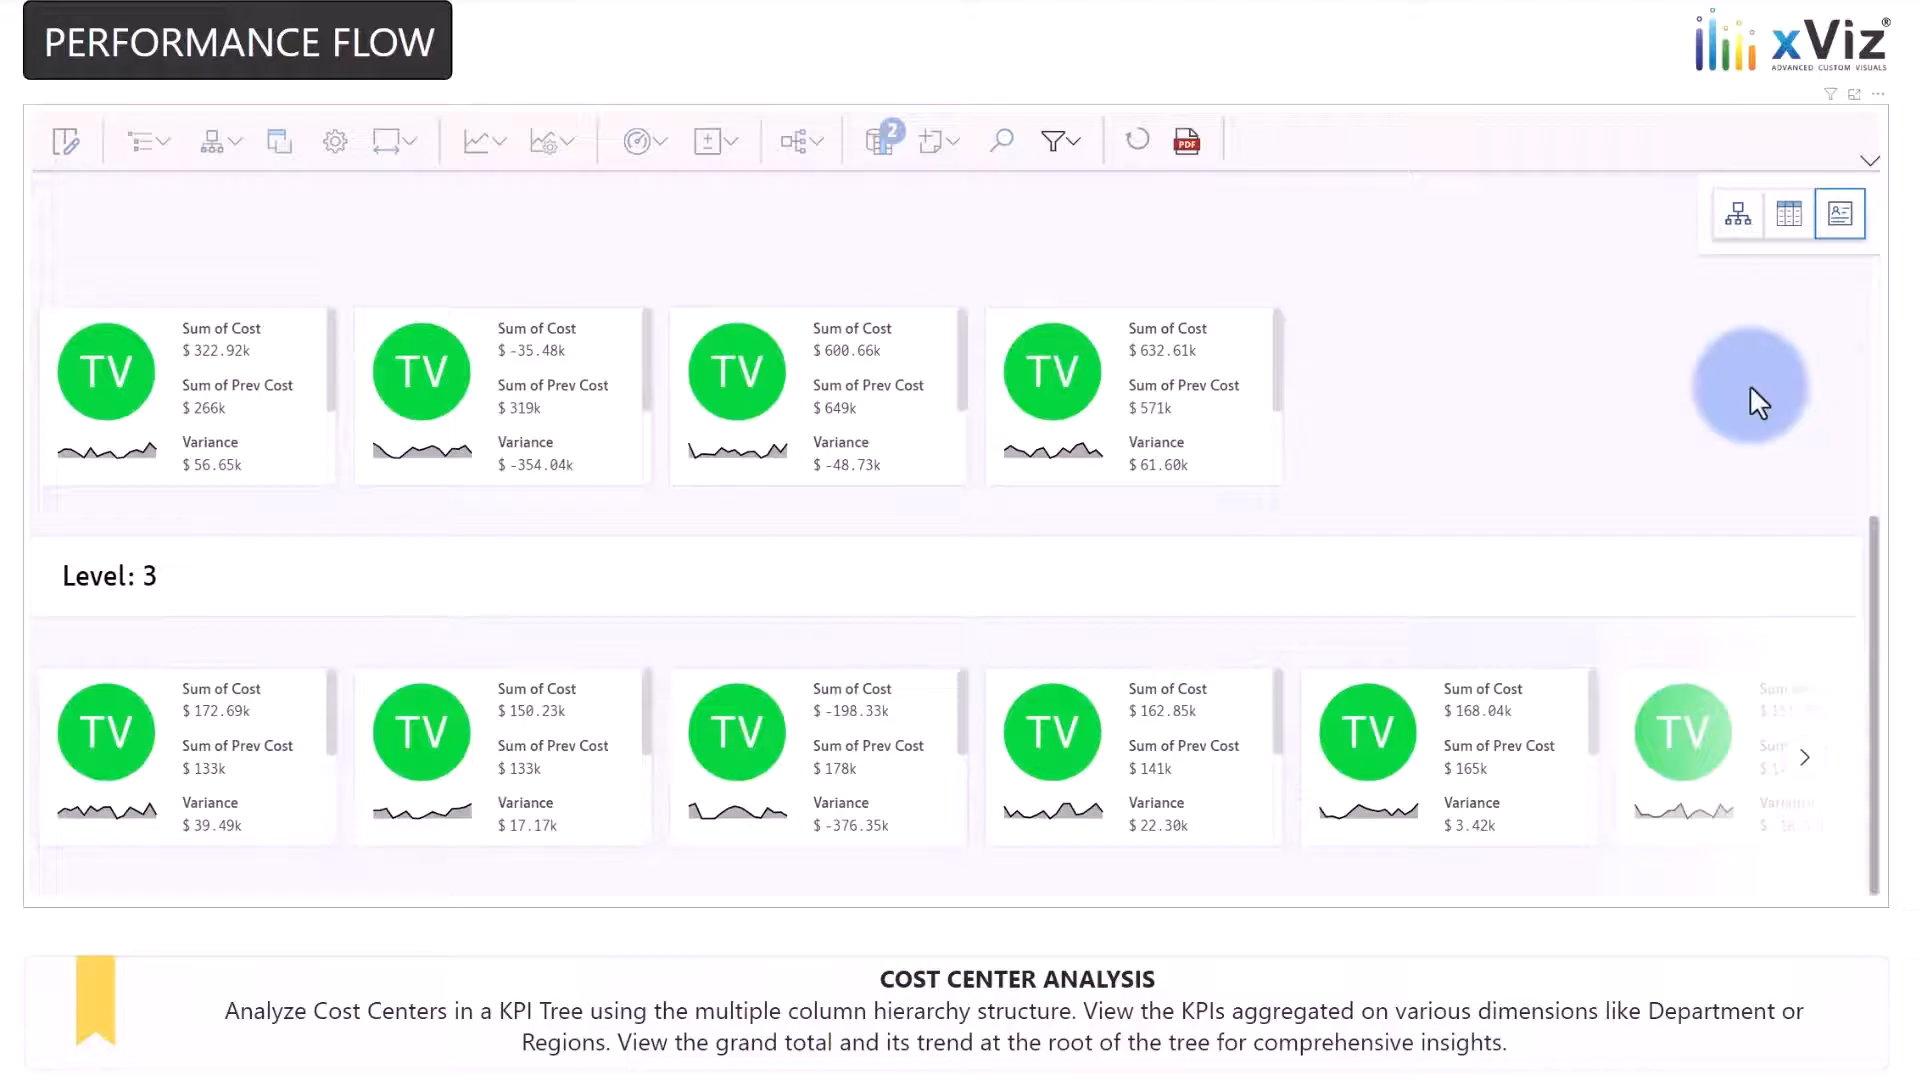 PERFORMANCE FLOW
xViz®
ADVANCED CUSTOM VISUALS
2
PDF
TV
Sum of Cost
$ 322.92k
Sum of Prev Cost
$ 266k
Variance
$ 56.65k
TV
Sum of Cost
$ -35.48k
Sum of Prev Cost
$ 319k
Variance
$ -354.04k
TV
Sum of Cost
$ 600.66k
Sum of Prev Cost
$ 649k
Variance
$ -48.73k
TV
Sum of Cost
$ 632.61k
Sum of Prev Cost
$ 571k
Variance
$ 61.60k
Level: 3
TV
Sum of Cost
$ 172.69k
Sum of Prev Cost
$ 133k
Variance
$ 39.49k
TV
Sum of Cost
$ 150.23k
Sum of Prev Cost
$ 133k
Variance
$ 17.17k
TV
Sum of Cost
$ -198.33k
Sum of Prev Cost
$ 178k
Variance
$ -376.35k
TV
Sum of Cost
$ 162.85k
Sum of Prev Cost
$ 141k
Variance
$ 22.30k
TV
Sum of Cost
$ 168.04k
Sum of Prev Cost
$ 165k
Variance
$ 3.42k
TV
Sum
Sum
Variance
COST CENTER ANALYSIS
Analyze Cost Centers in a KPI Tree using the multiple column hierarchy structure. View the KPIs aggregated on various dimensions like Department or
Regions. View the grand total and its trend at the root of the tree for comprehensive insights.